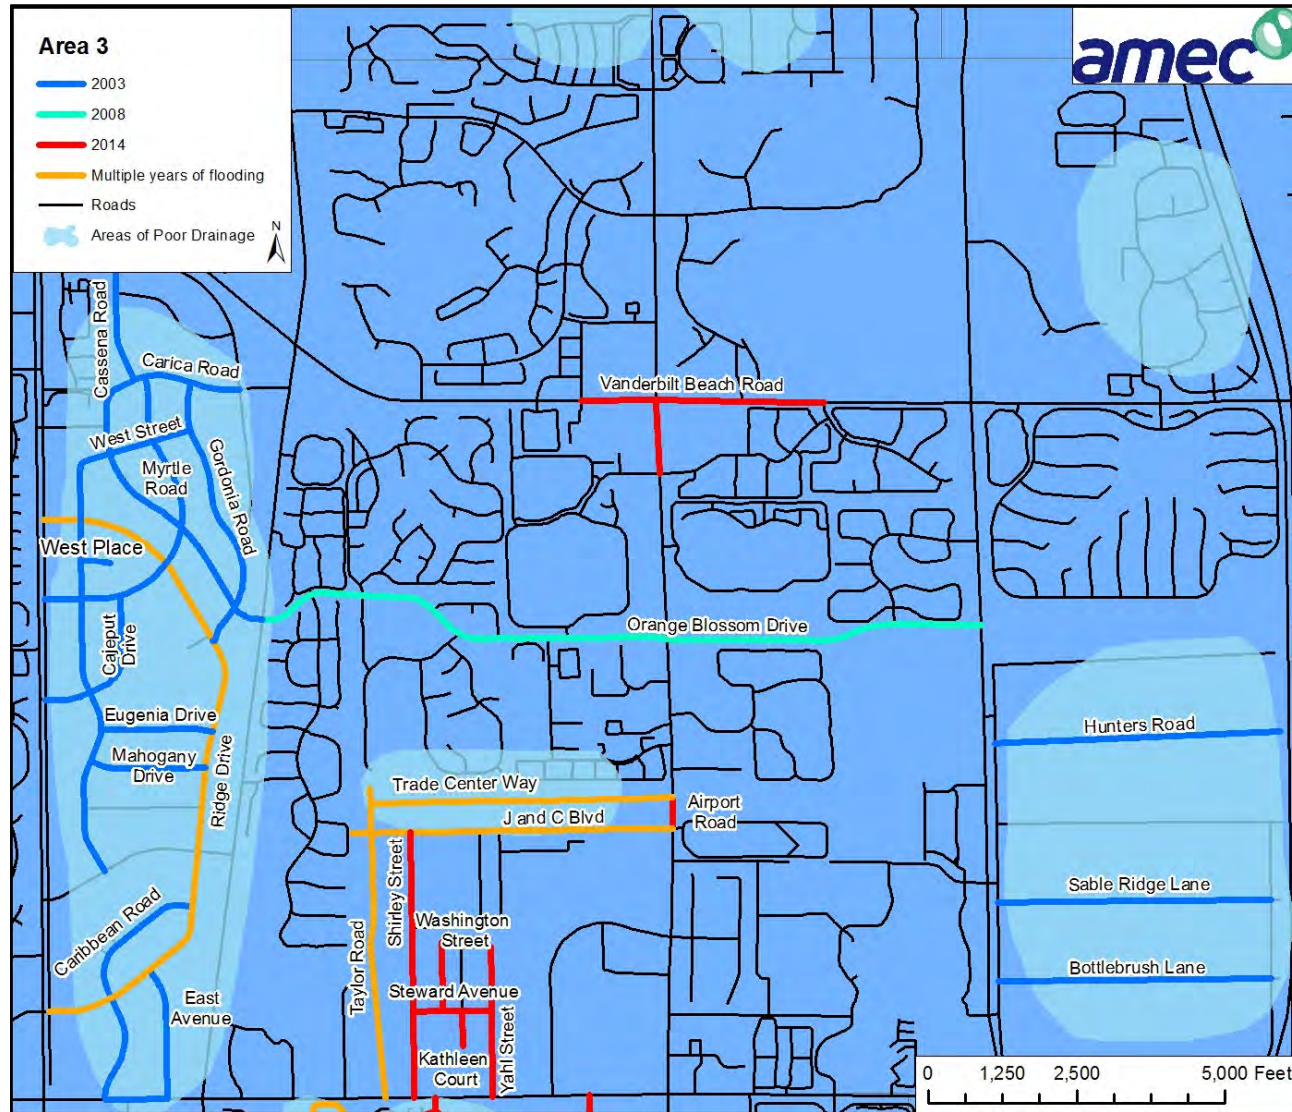 Area 3
2003
2008
2014
Multiple years of flooding
Roads
Areas of Poor Drainage
N
amec
Cassena Road
Carica Road
West Street
Myrtle
Road
Gordonia Road
West Place
Cajeput
Drive
Eugenia Drive
Mahogany
Drive
Ridge Drive
Caribbean Road
East
Avenue
Vanderbilt Beach Road
Orange Blossom Drive
Trade Center Way
J and C Blvd
Airport
Road
Shirley Street
Taylor Road
Washington
Street
Steward Avenue
Kathleen
Court
Yahl Street
Hunters Road
Sable Ridge Lane
Bottlebrush Lane
0 1,250 2,500 5,000 Feet